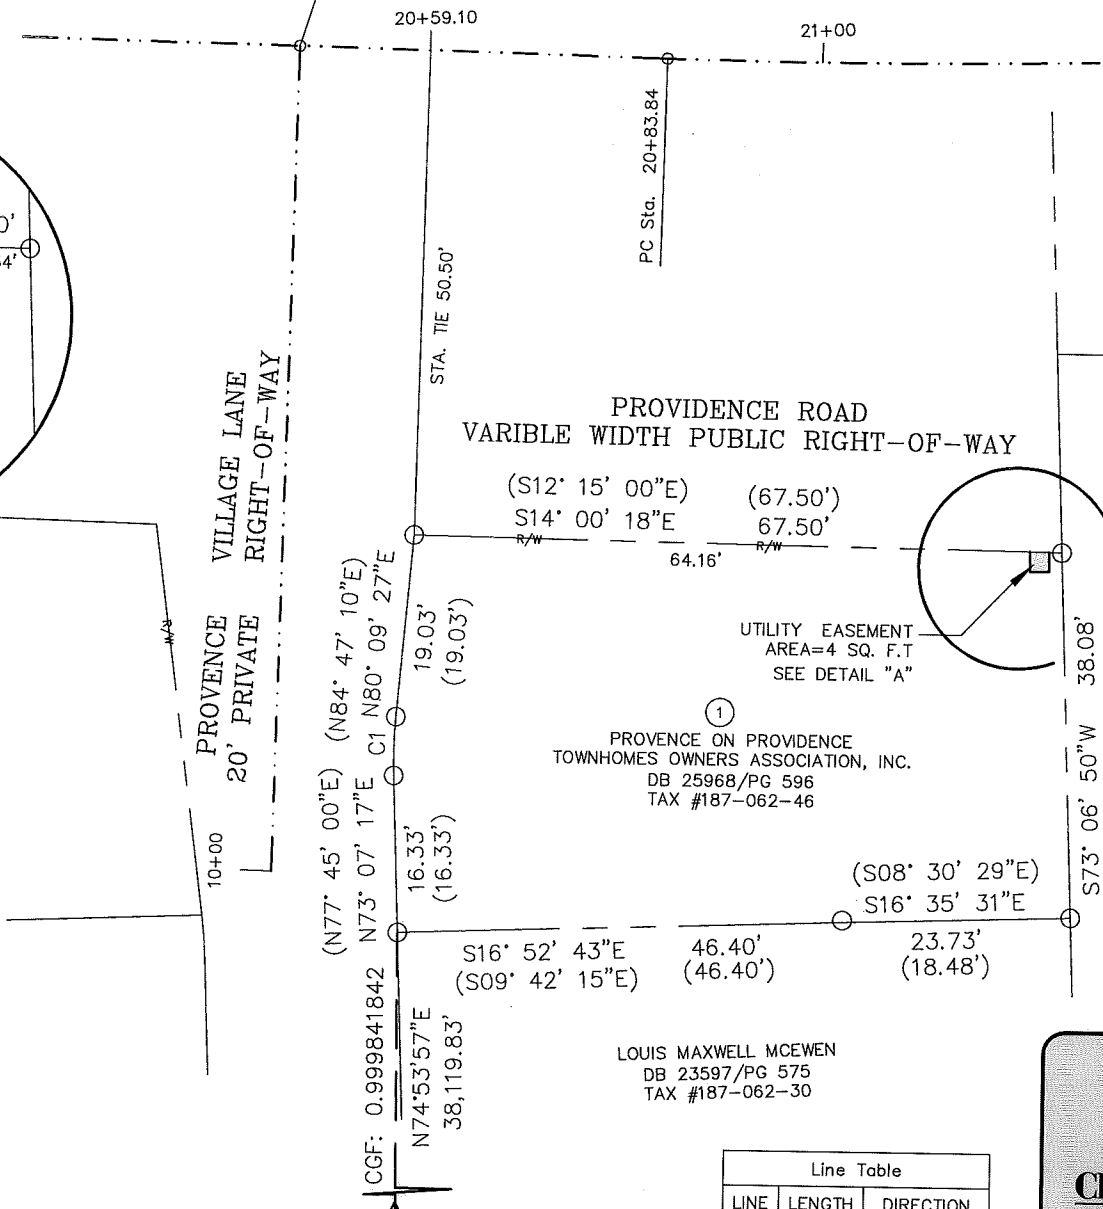 20+59.10
21+00
PC Sta. 20+83.84
STA. TIE 50.50'
PROVIDENCE ROAD
VARIBLE WIDTH PUBLIC RIGHT-OF-WAY
(S12° 15' 00"E) (67.50')
S14° 00' 18"E 67.50'
R/W R/W
64.16'
PROVENCE VILLAGE LANE
20' PRIVATE RIGHT-OF-WAY
R/W
10+00
(N84° 47' 10"E)
C1 N80° 09' 27"E
19.03'
(19.03')
(N77° 45' 00"E)
N73° 07' 17"E
16.33'
(16.33')
UTILITY EASEMENT
AREA=4 SQ. F.T
SEE DETAIL "A"
S73° 06' 50"W 38.08'
1
PROVENCE ON PROVIDENCE
TOWNHOMES OWNERS ASSOCIATION, INC.
DB 25968/PG 596
TAX #187-062-46
(S08° 30' 29"E)
S16° 35' 31"E
23.73'
(18.48')
S16° 52' 43"E 46.40'
(S09° 42' 15"E) (46.40')
CGF: 0.999841842
N74°53'57"E
38,119.83'
LOUIS MAXWELL MCEWEN
DB 23597/PG 575
TAX #187-062-30
Line Table
LINE LENGTH DIRECTION